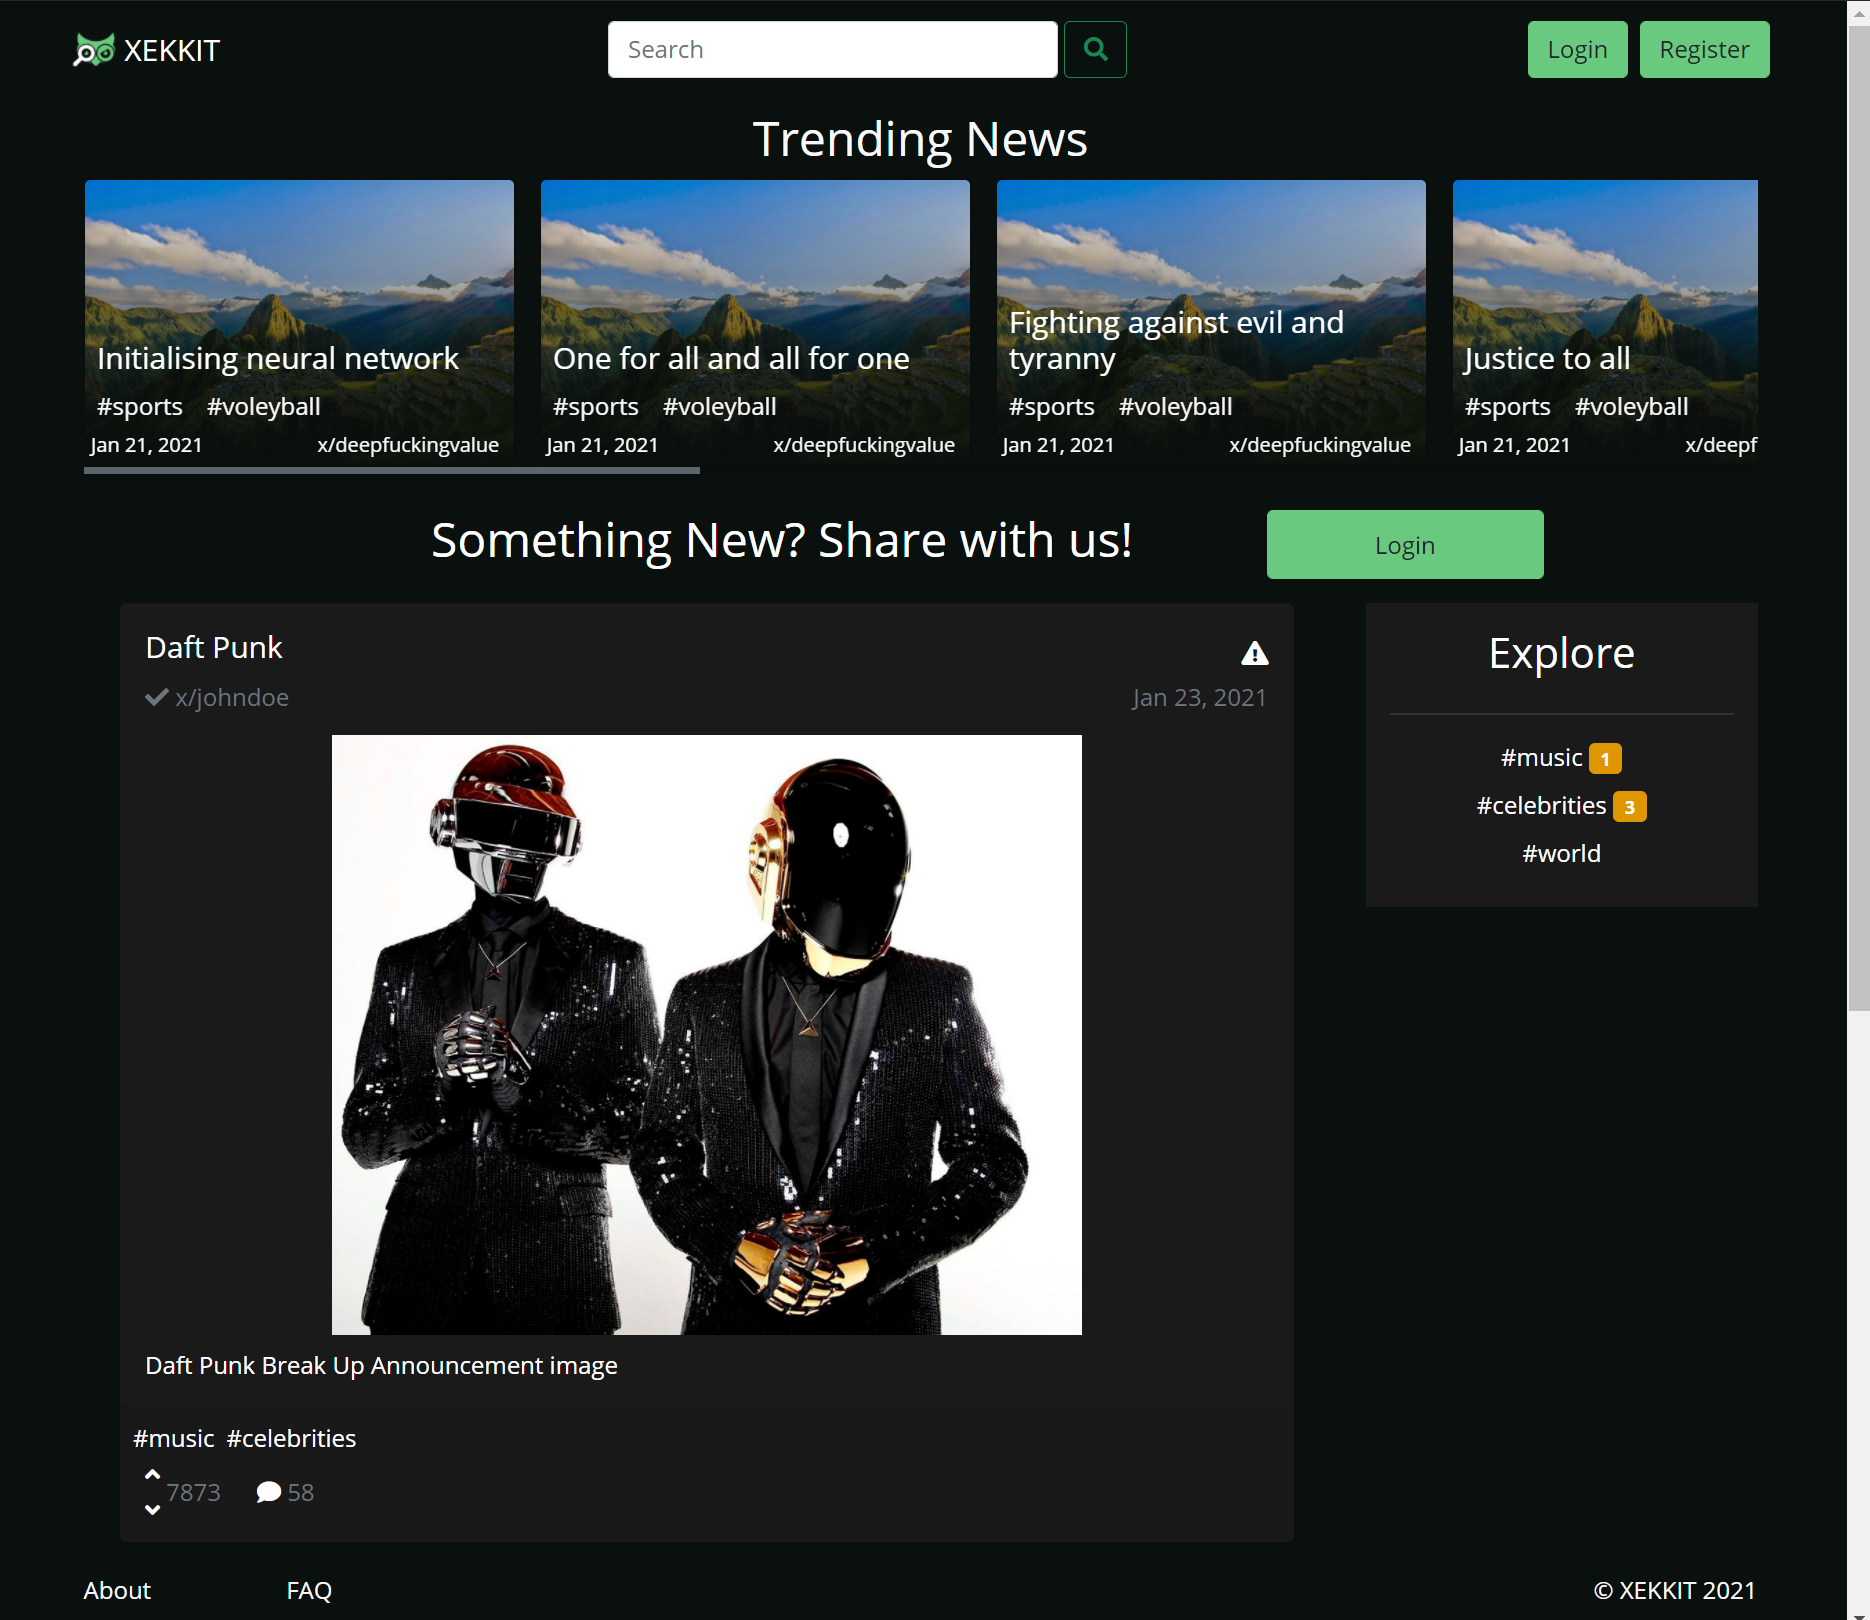 XEKKIT
Search
Login
Register
Trending News
Initialising neural network
#sports #voleyball
Jan 21, 2021 x/deepfuckingvalue
One for all and all for one
#sports #voleyball
Jan 21, 2021 x/deepfuckingvalue
Fighting against evil and
tyranny
#sports #voleyball
Jan 21, 2021 x/deepfuckingvalue
Justice to all
#sports #voleyball
Jan 21, 2021 x/deepf
Something New? Share with us!
Login
Daft Punk
x/johndoe
Jan 23, 2021
Daft Punk Break Up Announcement image
#music #celebrities
7873
58
Explore
#music 1
#celebrities 3
#world
About
FAQ
© XEKKIT 2021